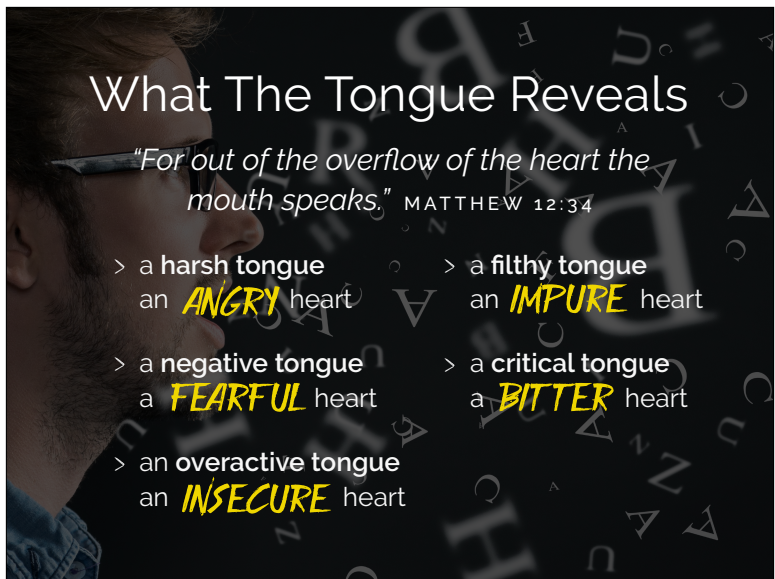 What The Tongue Reveals
“For out of the overflow of the heart the
mouth speaks.” MATTHEW 12:34
> a harsh tongue
an ANGRY heart
> a negative tongue
a FEARFUL heart
> an overactive tongue
an INSECURE heart
> a filthy tongue
an IMPURE heart
> a critical tongue
a BITTER heart